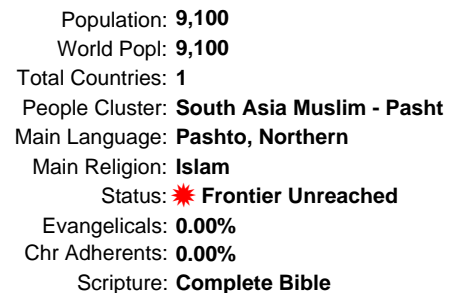 Population: 9,100
World Popl: 9,100
Total Countries: 1
People Cluster: South Asia Muslim - Pasht
Main Language: Pashto, Northern
Main Religion: Islam
Status: Frontier Unreached
Evangelicals: 0.00%
Chr Adherents: 0.00%
Scripture: Complete Bible